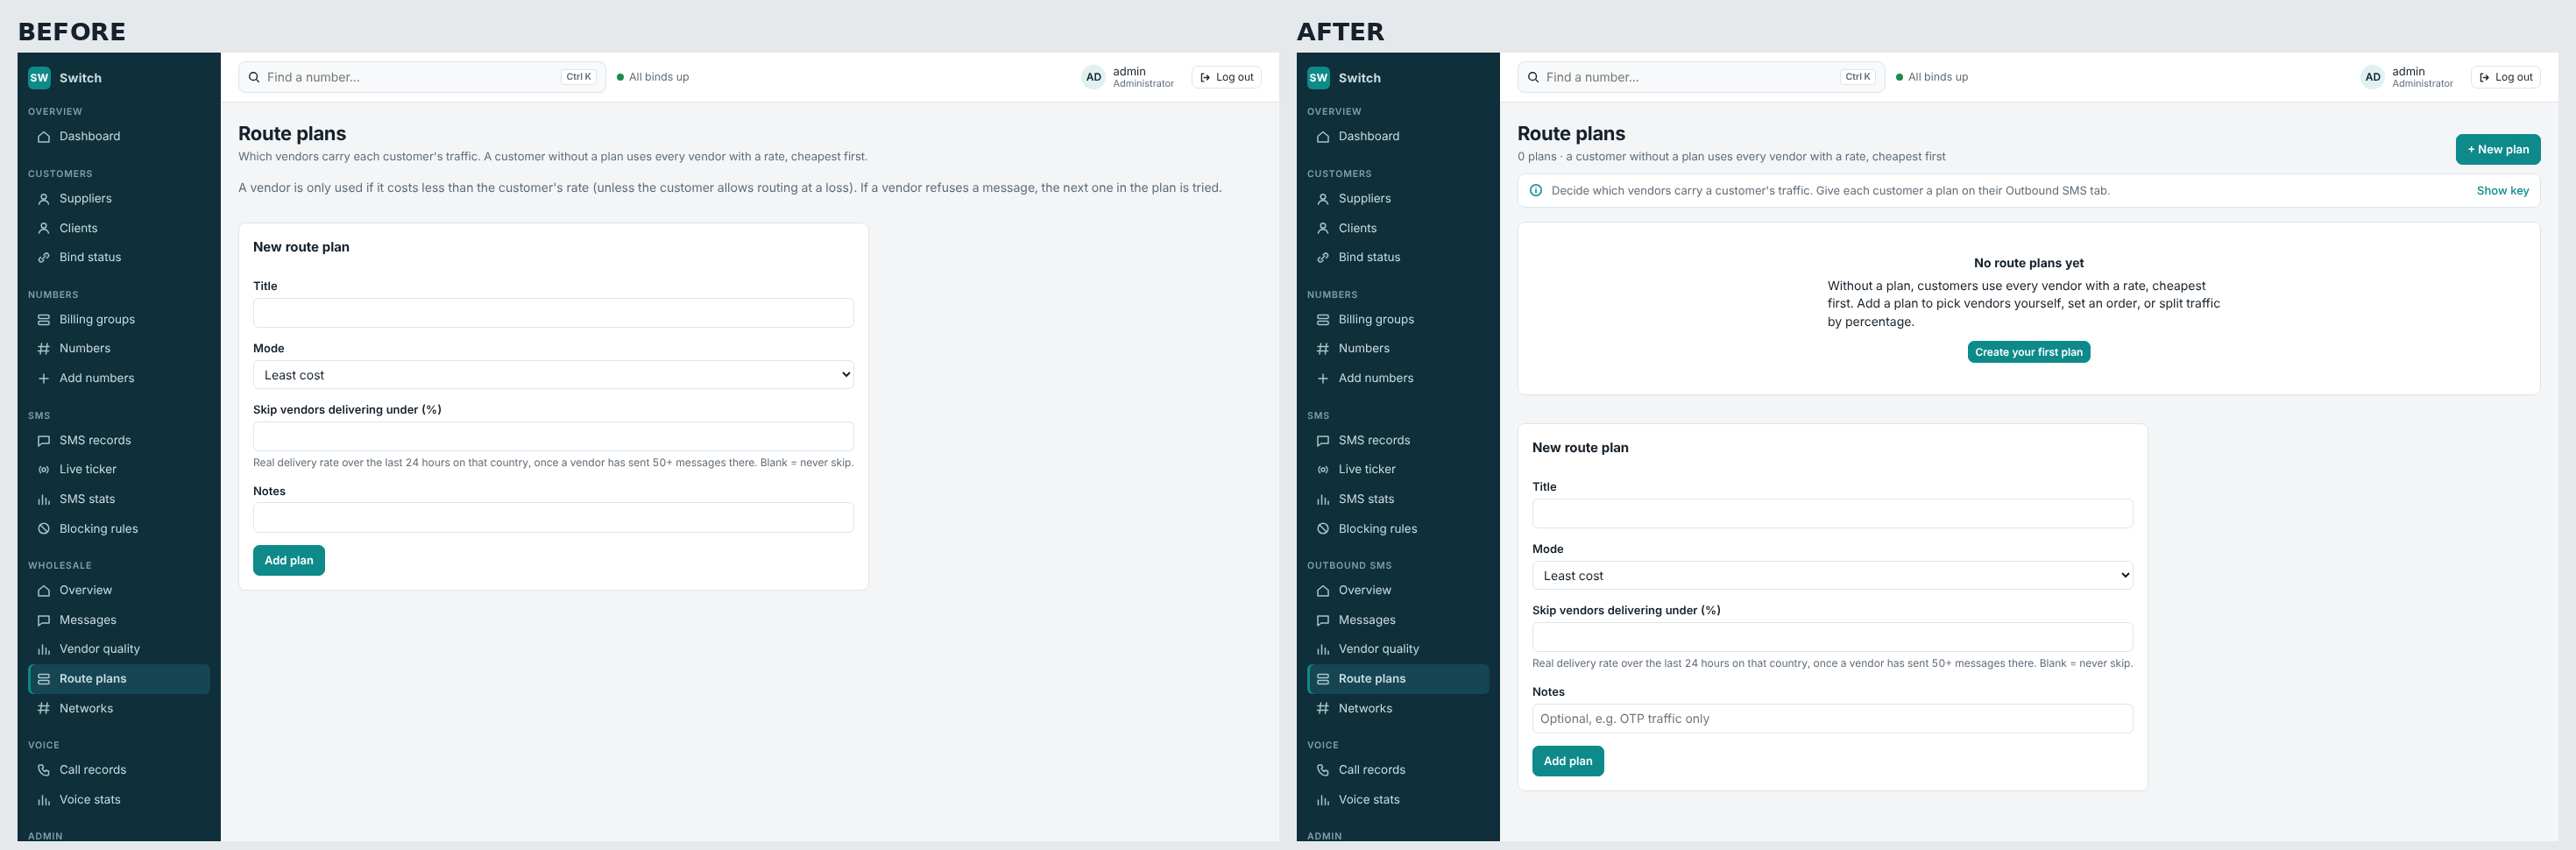 BEFORE
SW Switch
OVERVIEW
Dashboard
CUSTOMERS
Suppliers
Clients
Bind status
NUMBERS
Billing groups
Numbers
Add numbers
SMS
SMS records
Live ticker
SMS stats
Blocking rules
WHOLESALE
Overview
Messages
Vendor quality
Route plans
Networks
VOICE
Call records
Voice stats
ADMIN
Find a number... Ctrl K
All binds up
AD admin
Administrator
Log out
Route plans
Which vendors carry each customer's traffic. A customer without a plan uses every vendor with a rate, cheapest first.
A vendor is only used if it costs less than the customer's rate (unless the customer allows routing at a loss). If a vendor refuses a message, the next one in the plan is tried.
New route plan
Title
Mode
Least cost
Skip vendors delivering under (%)
Real delivery rate over the last 24 hours on that country, once a vendor has sent 50+ messages there. Blank = never skip.
Notes
Add plan
AFTER
SW Switch
OVERVIEW
Dashboard
CUSTOMERS
Suppliers
Clients
Bind status
NUMBERS
Billing groups
Numbers
Add numbers
SMS
SMS records
Live ticker
SMS stats
Blocking rules
OUTBOUND SMS
Overview
Messages
Vendor quality
Route plans
Networks
VOICE
Call records
Voice stats
ADMIN
Find a number... Ctrl K
All binds up
AD admin
Administrator
Log out
Route plans
0 plans · a customer without a plan uses every vendor with a rate, cheapest first
+ New plan
Decide which vendors carry a customer's traffic. Give each customer a plan on their Outbound SMS tab.
Show key
No route plans yet
Without a plan, customers use every vendor with a rate, cheapest
first. Add a plan to pick vendors yourself, set an order, or split traffic
by percentage.
Create your first plan
New route plan
Title
Mode
Least cost
Skip vendors delivering under (%)
Real delivery rate over the last 24 hours on that country, once a vendor has sent 50+ messages there. Blank = never skip.
Notes
Optional, e.g. OTP traffic only
Add plan